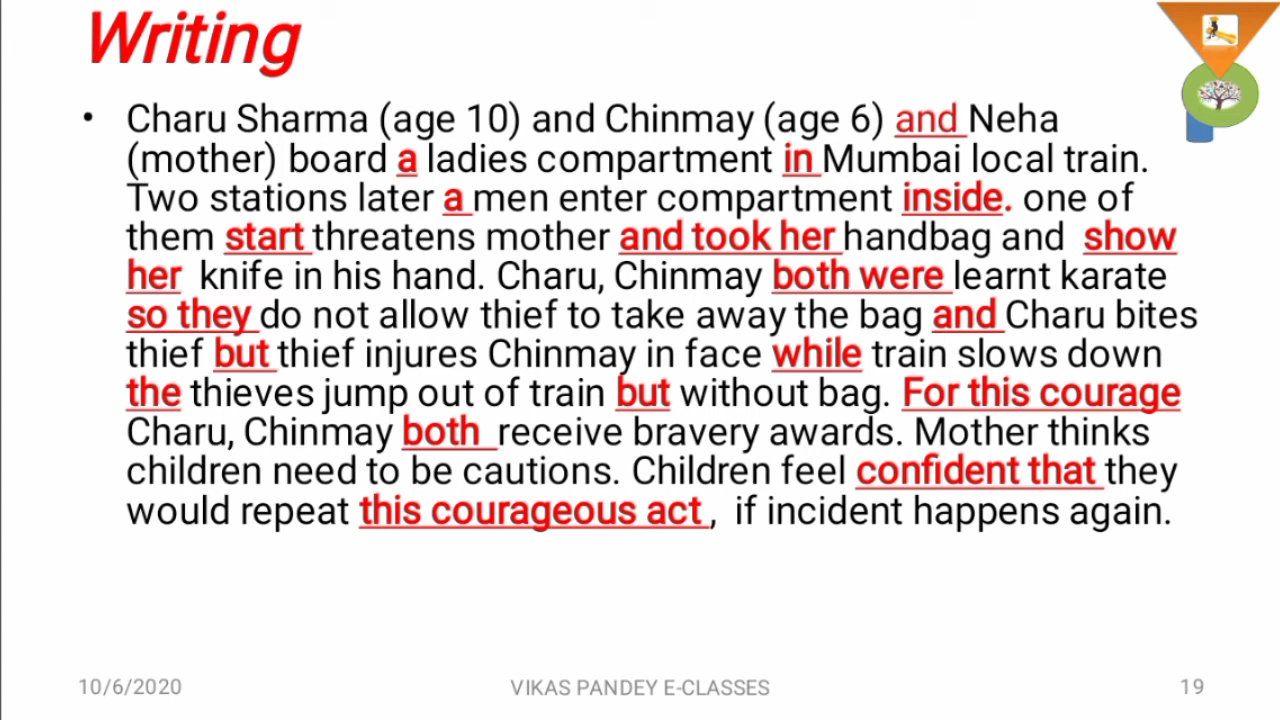 Writing
• Charu Sharma (age 10) and Chinmay (age 6) and Neha
(mother) board a ladies compartment in Mumbai local train.
Two stations later a men enter compartment inside. one of
them start threatens mother and took her handbag and show
her knife in his hand. Charu, Chinmay both were learnt karate
so they do not allow thief to take away the bag and Charu bites
thief but thief injures Chinmay in face while train slows down
the thieves jump out of train but without bag. For this courage
Charu, Chinmay both receive bravery awards. Mother thinks
children need to be cautions. Children feel confident that they
would repeat this courageous act , if incident happens again.
10/6/2020 VIKAS PANDEY E-CLASSES 19